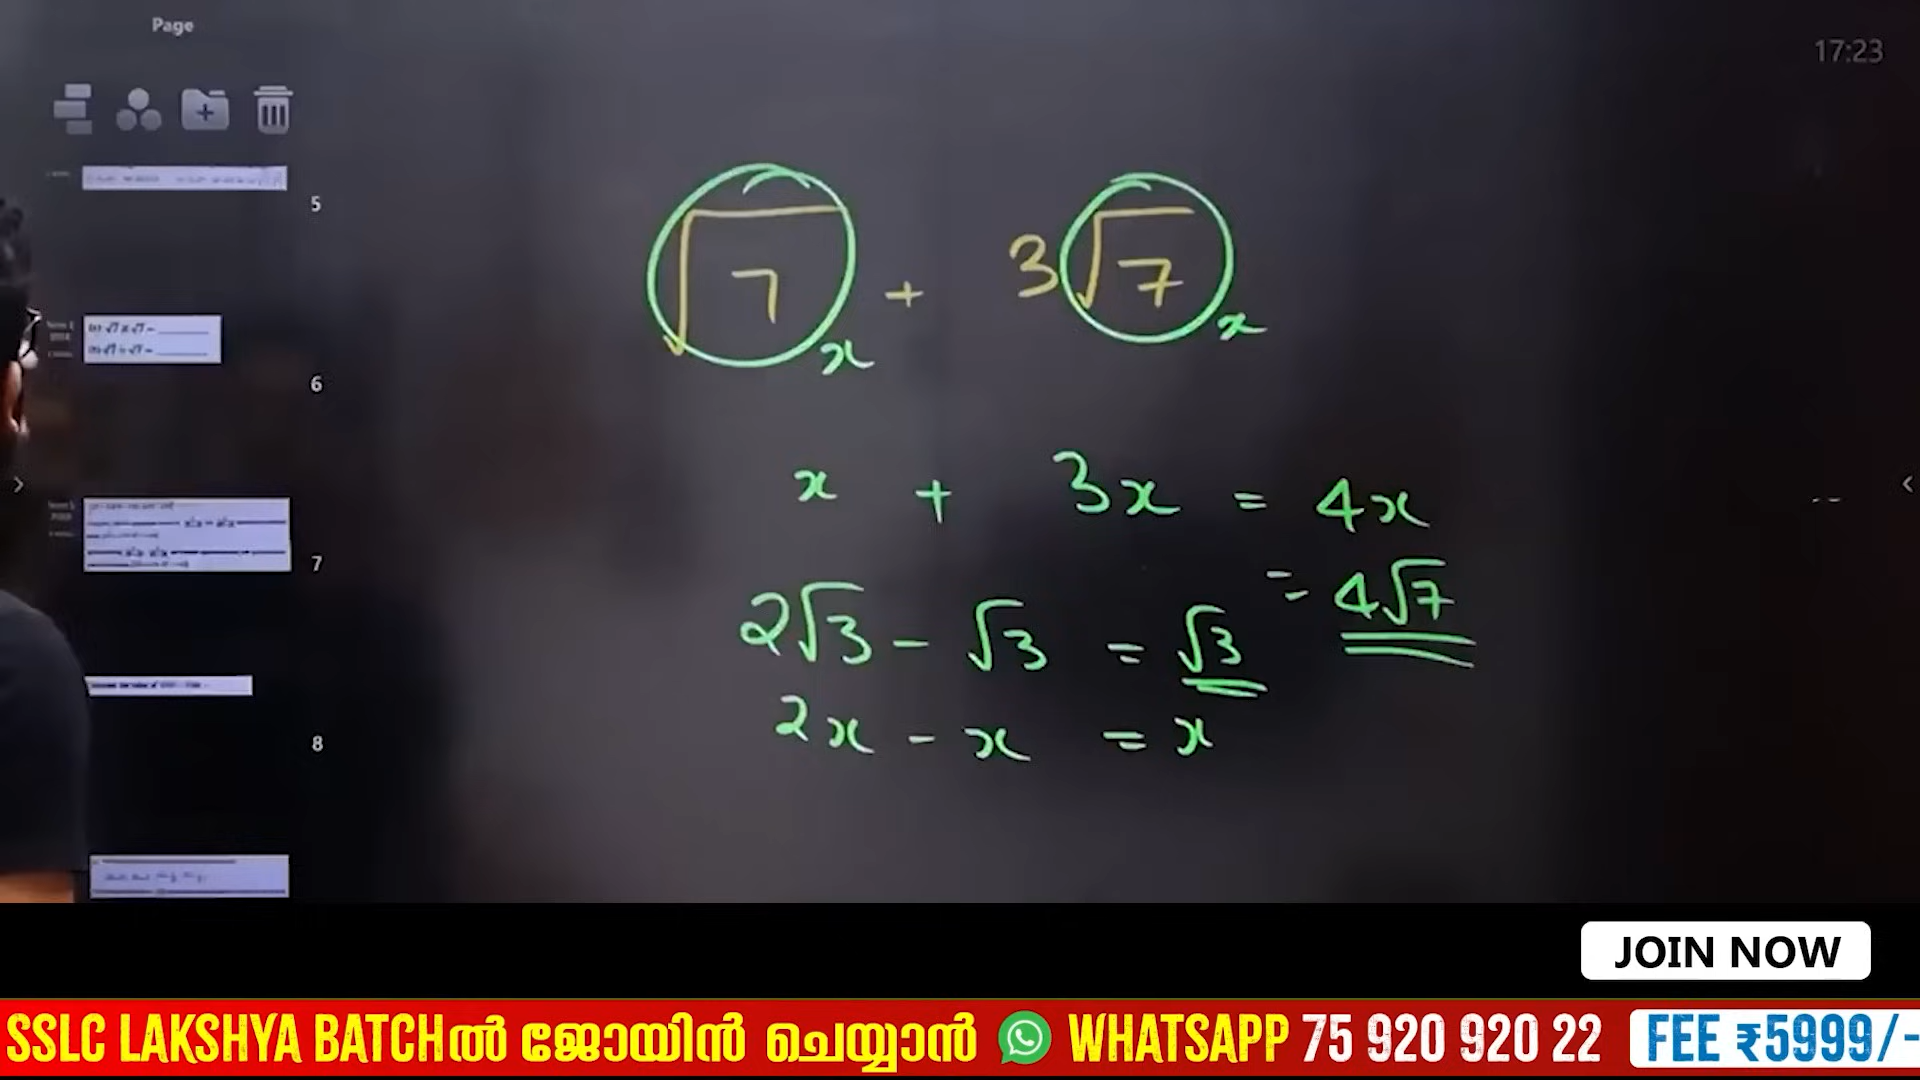 Page
17:23
5
6
7
8
√7 + 3√7
x x
x + 3x = 4x
= 4√7
2√3 - √3 = √3
2x - x = x
JOIN NOW
SSLC LAKSHYA BATCHൽ ജോയിൻ ചെയ്യാൻ WHATSAPP 75 920 920 22 FEE ₹5999/-